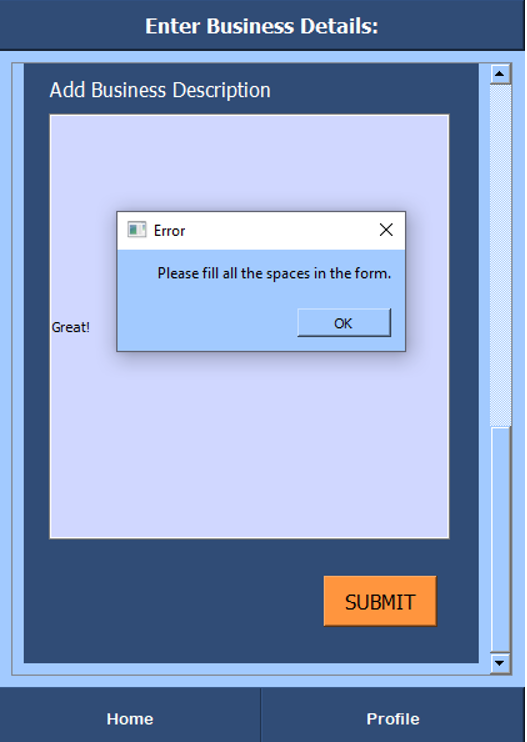 Enter Business Details:
Add Business Description
Error
Please fill all the spaces in the form.
OK
Great!
SUBMIT
Home
Profile